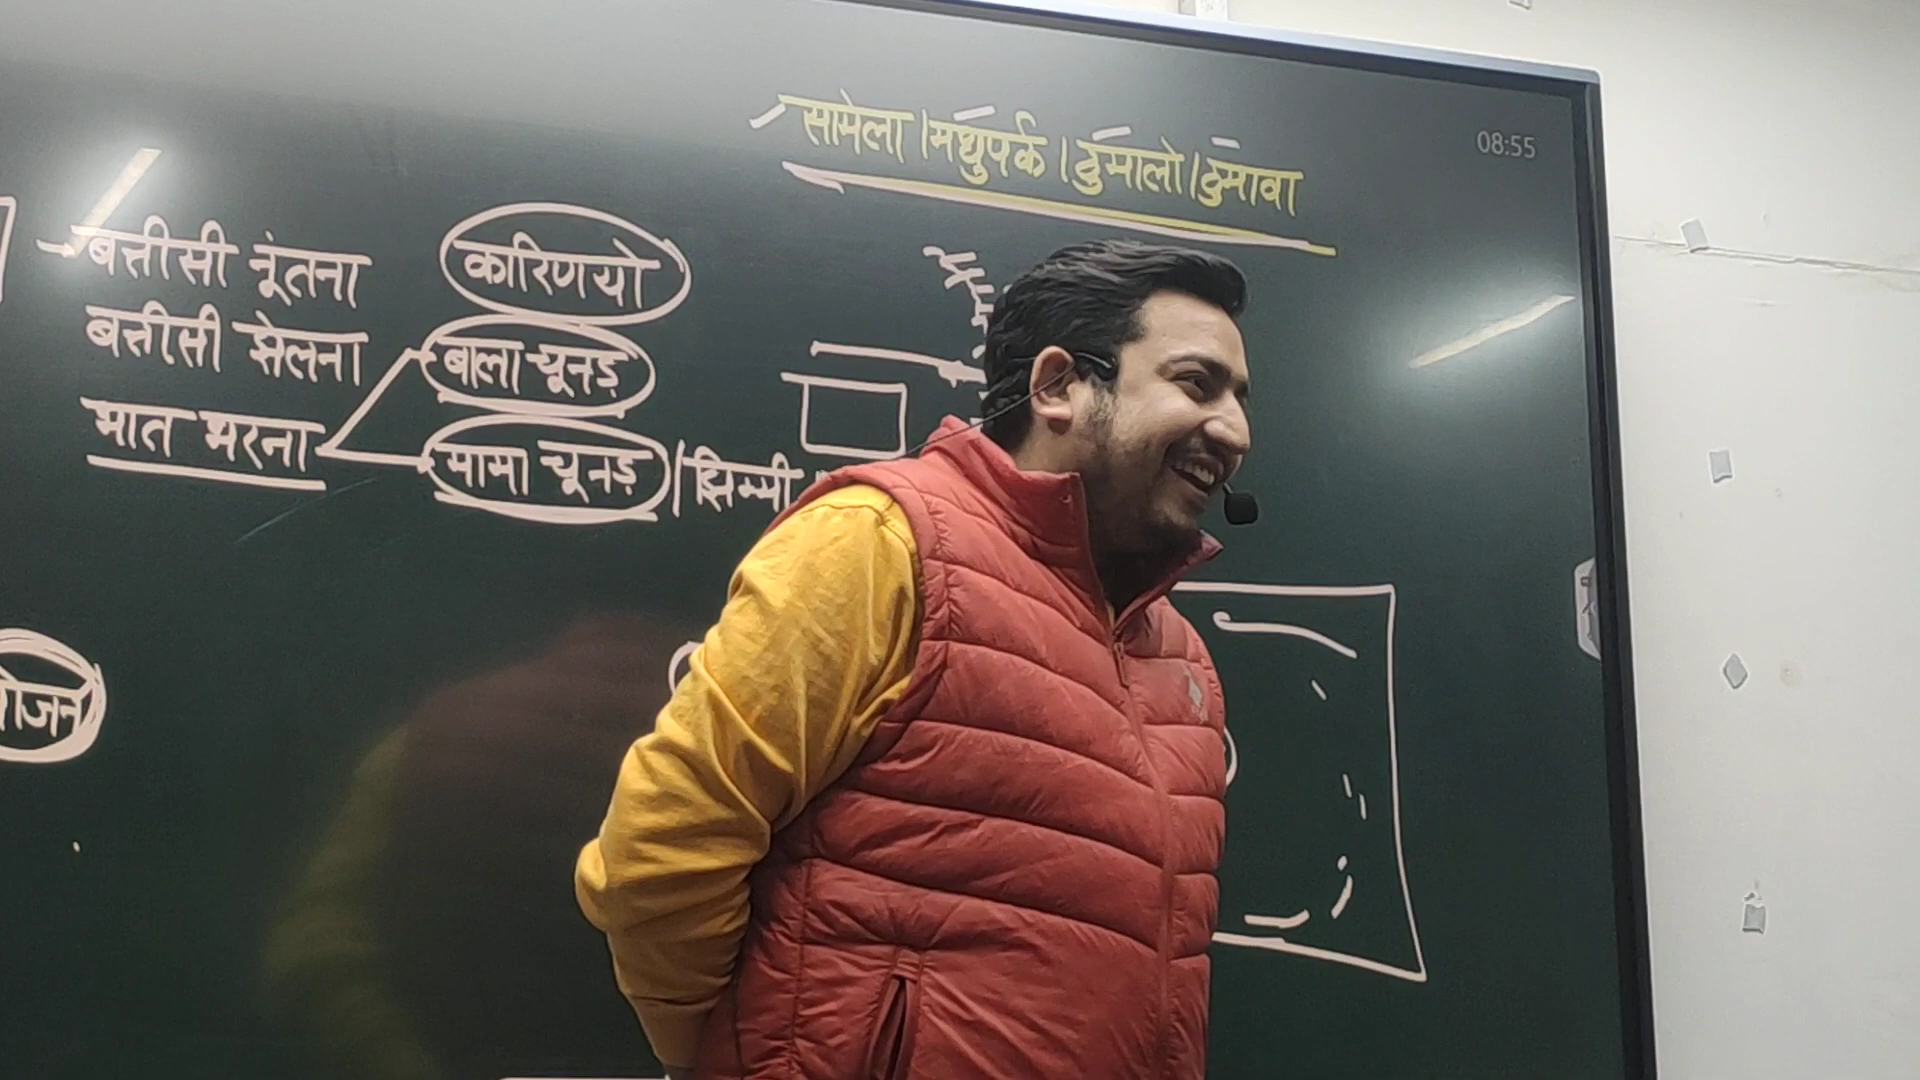 सामेला |मधुपर्क |ठुमालो|ठुमावा
08:55
बत्तीसी नूंतना
कारिणयो
बत्तीसी झेलना
बाला चूनड़
मात भरना
मामा चूनड़ |झिम्मी